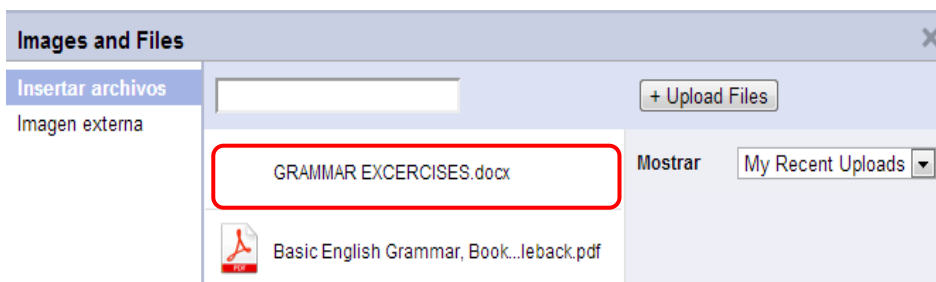 Images and Files
Insertar archivos
+ Upload Files
Imagen externa
GRAMMAR EXCERCISES.docx
Mostrar
My Recent Uploads
PDF
Basic English Grammar, Book...leback.pdf